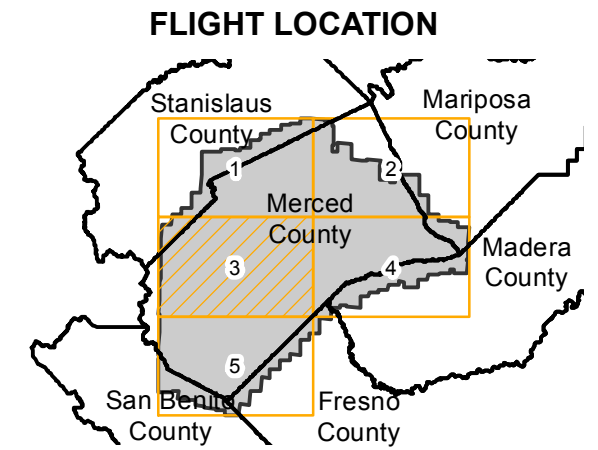 FLIGHT LOCATION
Stanislaus
County
Mariposa
County
1
2
Merced
County
3
4
Madera
County
5
San Benito
County
Fresno
County